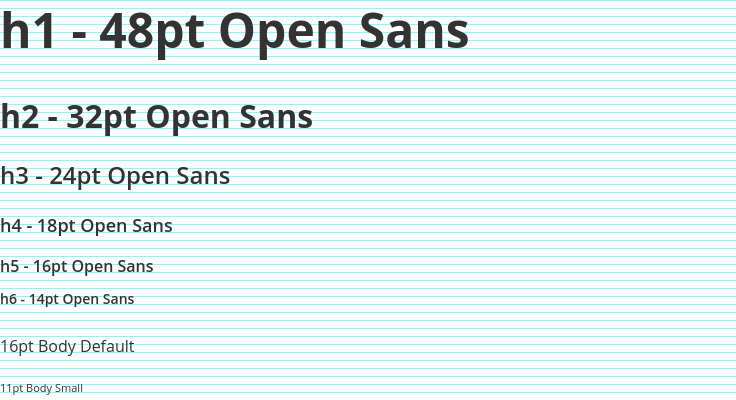 h1 - 48pt Open Sans
h2 - 32pt Open Sans
h3 - 24pt Open Sans
h4 - 18pt Open Sans
h5 - 16pt Open Sans
h6 - 14pt Open Sans
16pt Body Default
11pt Body Small